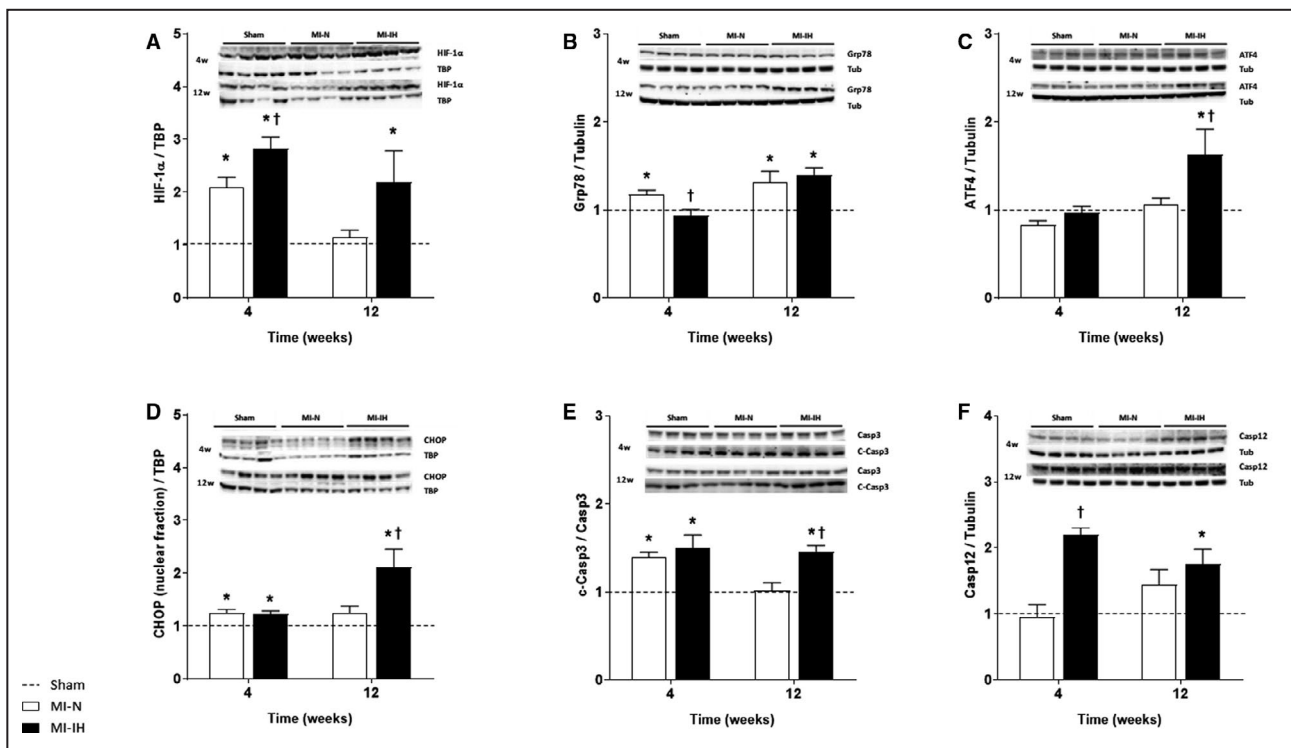 A
5
4
3
2
1
0
HIF-1α / TBP
Sham MI-N MI-IH
4w
12w
HIF-1α
TBP
HIF-1α
TBP
*
* †
*
4 12
Time (weeks)
B
3
2
1
0
Grp78 / Tubulin
Sham MI-N MI-IH
4w
12w
Grp78
Tub
Grp78
Tub
*
†
*
*
4 12
Time (weeks)
C
3
2
1
0
ATF4 / Tubulin
Sham MI-N MI-IH
4w
12w
ATF4
Tub
ATF4
Tub
* †
4 12
Time (weeks)
D
5
4
3
2
1
0
CHOP (nuclear fraction) / TBP
Sham MI-N MI-IH
4w
12w
CHOP
TBP
CHOP
TBP
*
*
* †
4 12
Time (weeks)
E
3
2
1
0
c-Casp3 / Casp3
Sham MI-N MI-IH
4w
12w
Casp3
C-Casp3
Casp3
C-Casp3
*
*
* †
4 12
Time (weeks)
F
4
3
2
1
0
Casp12 / Tubulin
Sham MI-N MI-IH
4w
12w
Casp12
Tub
Casp12
Tub
†
*
4 12
Time (weeks)
Sham
MI-N
MI-IH